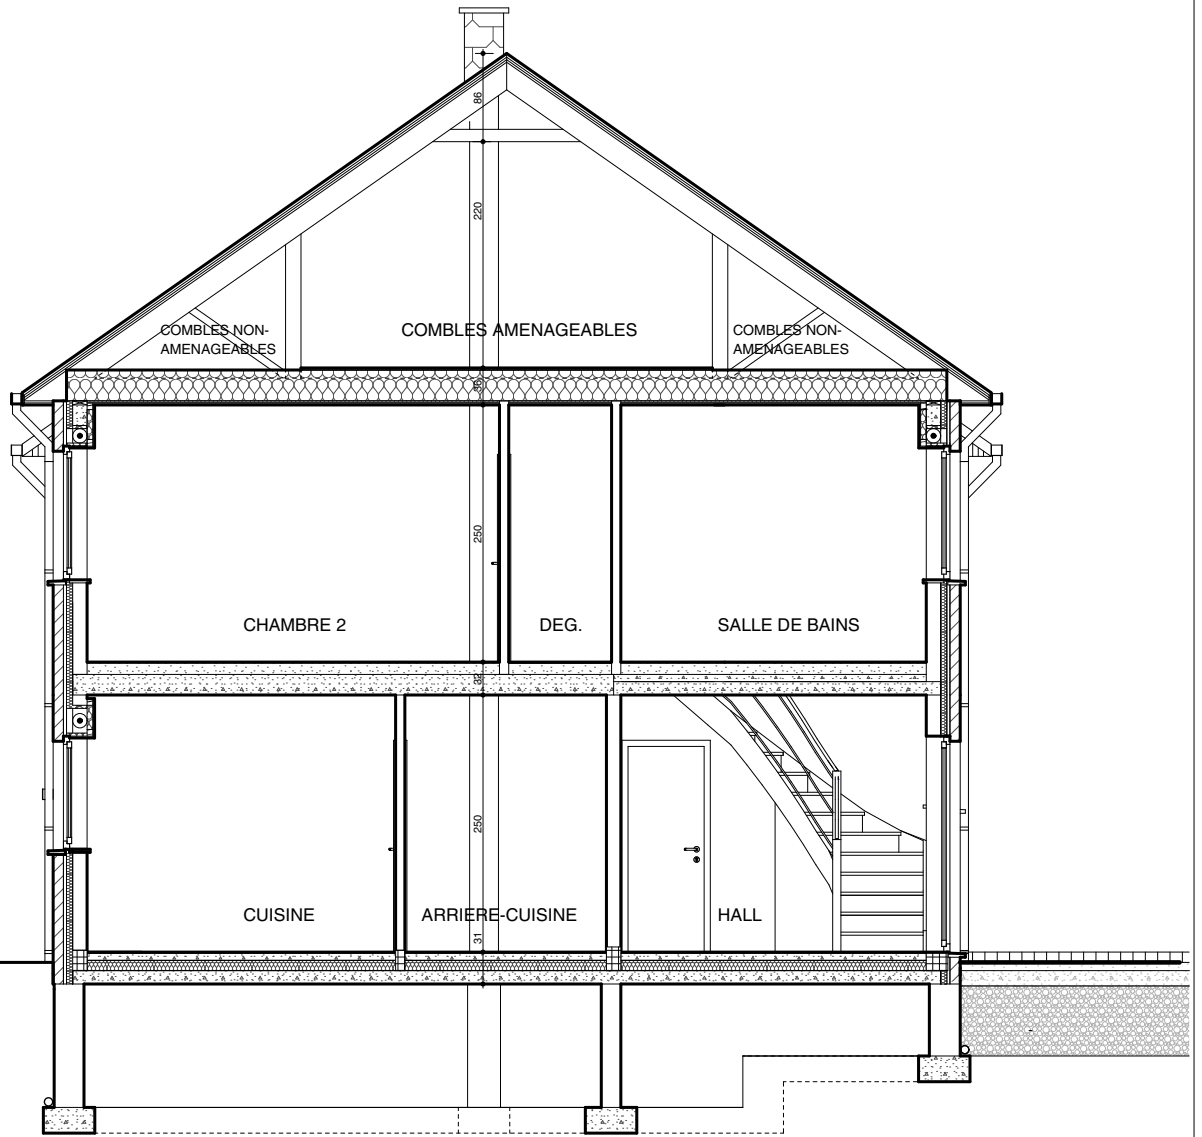 86
220
COMBLES NON-
AMENAGEABLES
COMBLES AMENAGEABLES
COMBLES NON-
AMENAGEABLES
36
250
CHAMBRE 2
DEG.
SALLE DE BAINS
32
250
CUISINE
ARRIERE-CUISINE
HALL
31